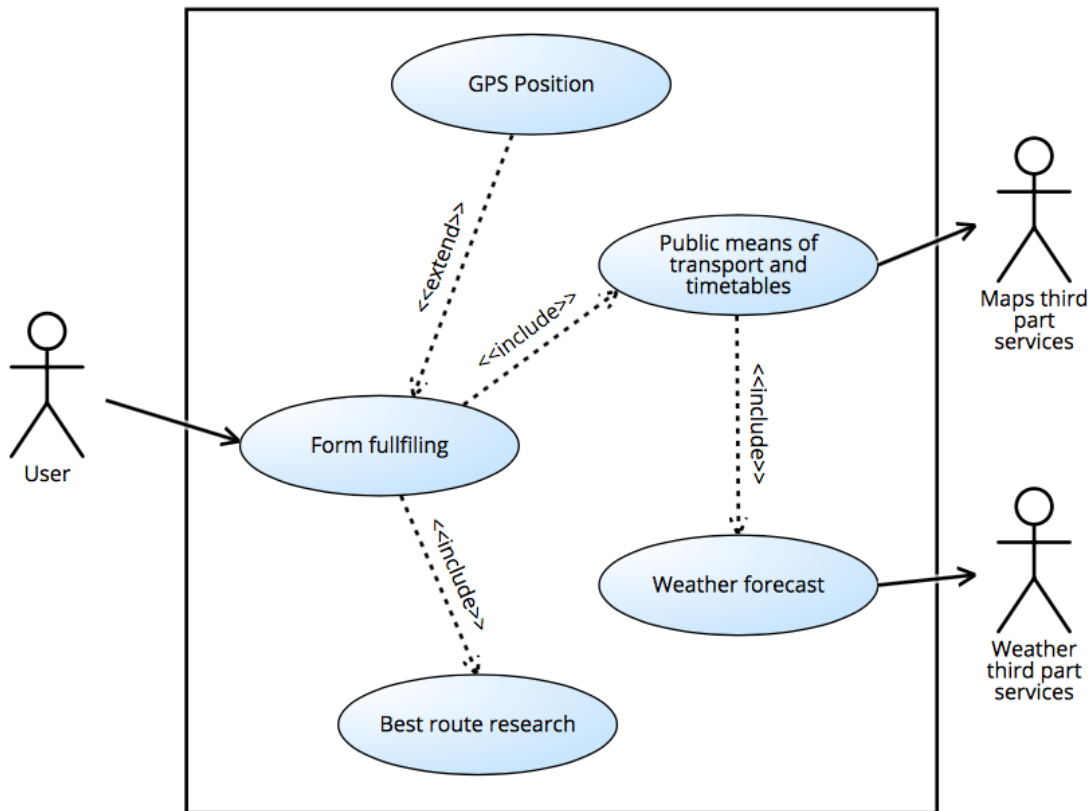 GPS Position
<<extend>>
Public means of
transport and
timetables
Maps third
part
services
<<include>>
<<include>>
User
Form fullfiling
<<include>>
Weather forecast
Weather
third part
services
Best route research